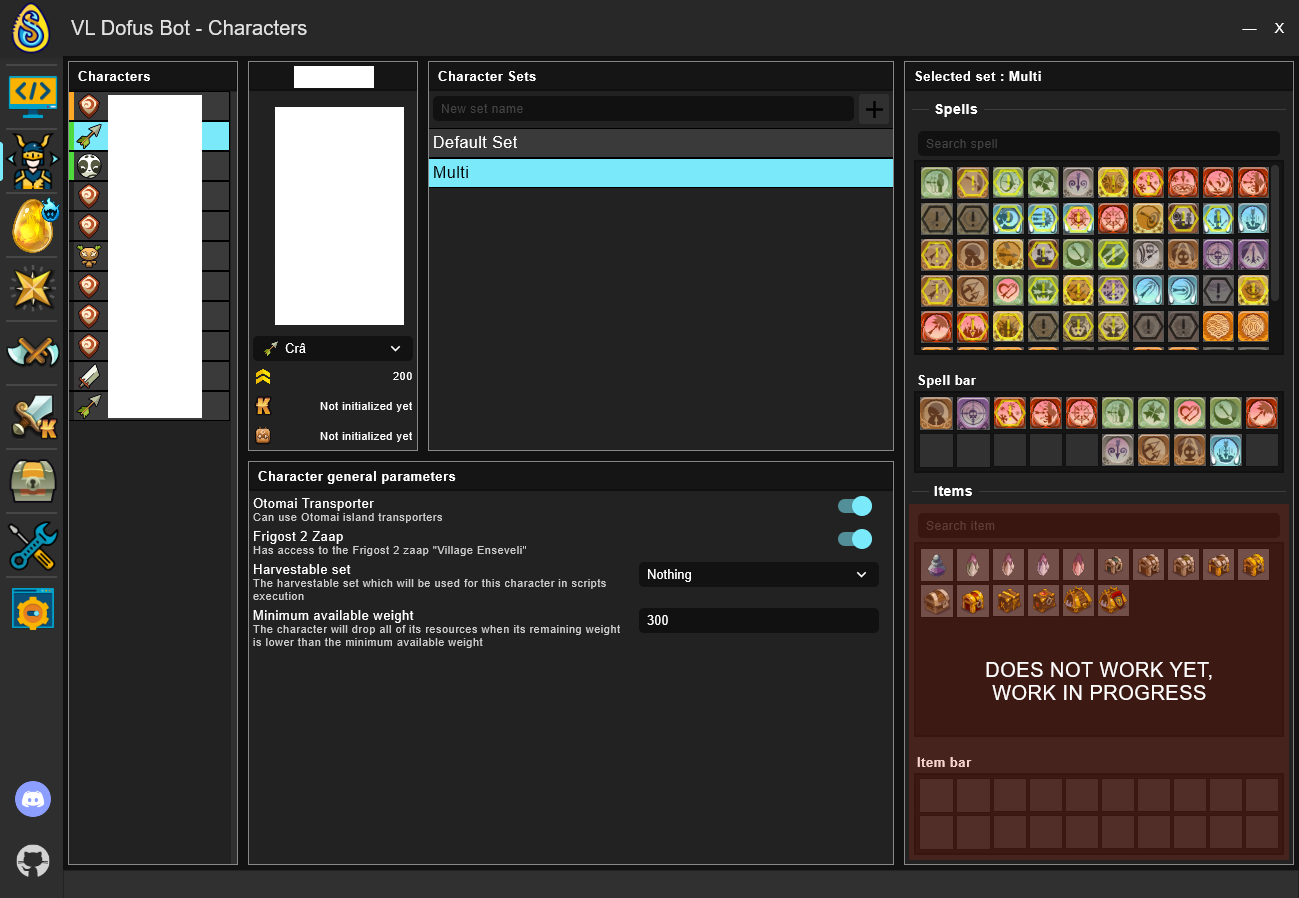 VL Dofus Bot - Characters
— X
Characters
Crâ
200
Not initialized yet
Not initialized yet
Character Sets
New set name
Default Set
Multi
Character general parameters
Otomai Transporter
Can use Otomai island transporters
Frigost 2 Zaap
Has access to the Frigost 2 zaap "Village Enseveli"
Harvestable set
The harvestable set which will be used for this character in scripts
execution
Nothing
Minimum available weight
The character will drop all of its resources when its remaining weight
is lower than the minimum available weight
300
Selected set : Multi
Spells
Search spell
Spell bar
Items
Search item
DOES NOT WORK YET,
WORK IN PROGRESS
Item bar